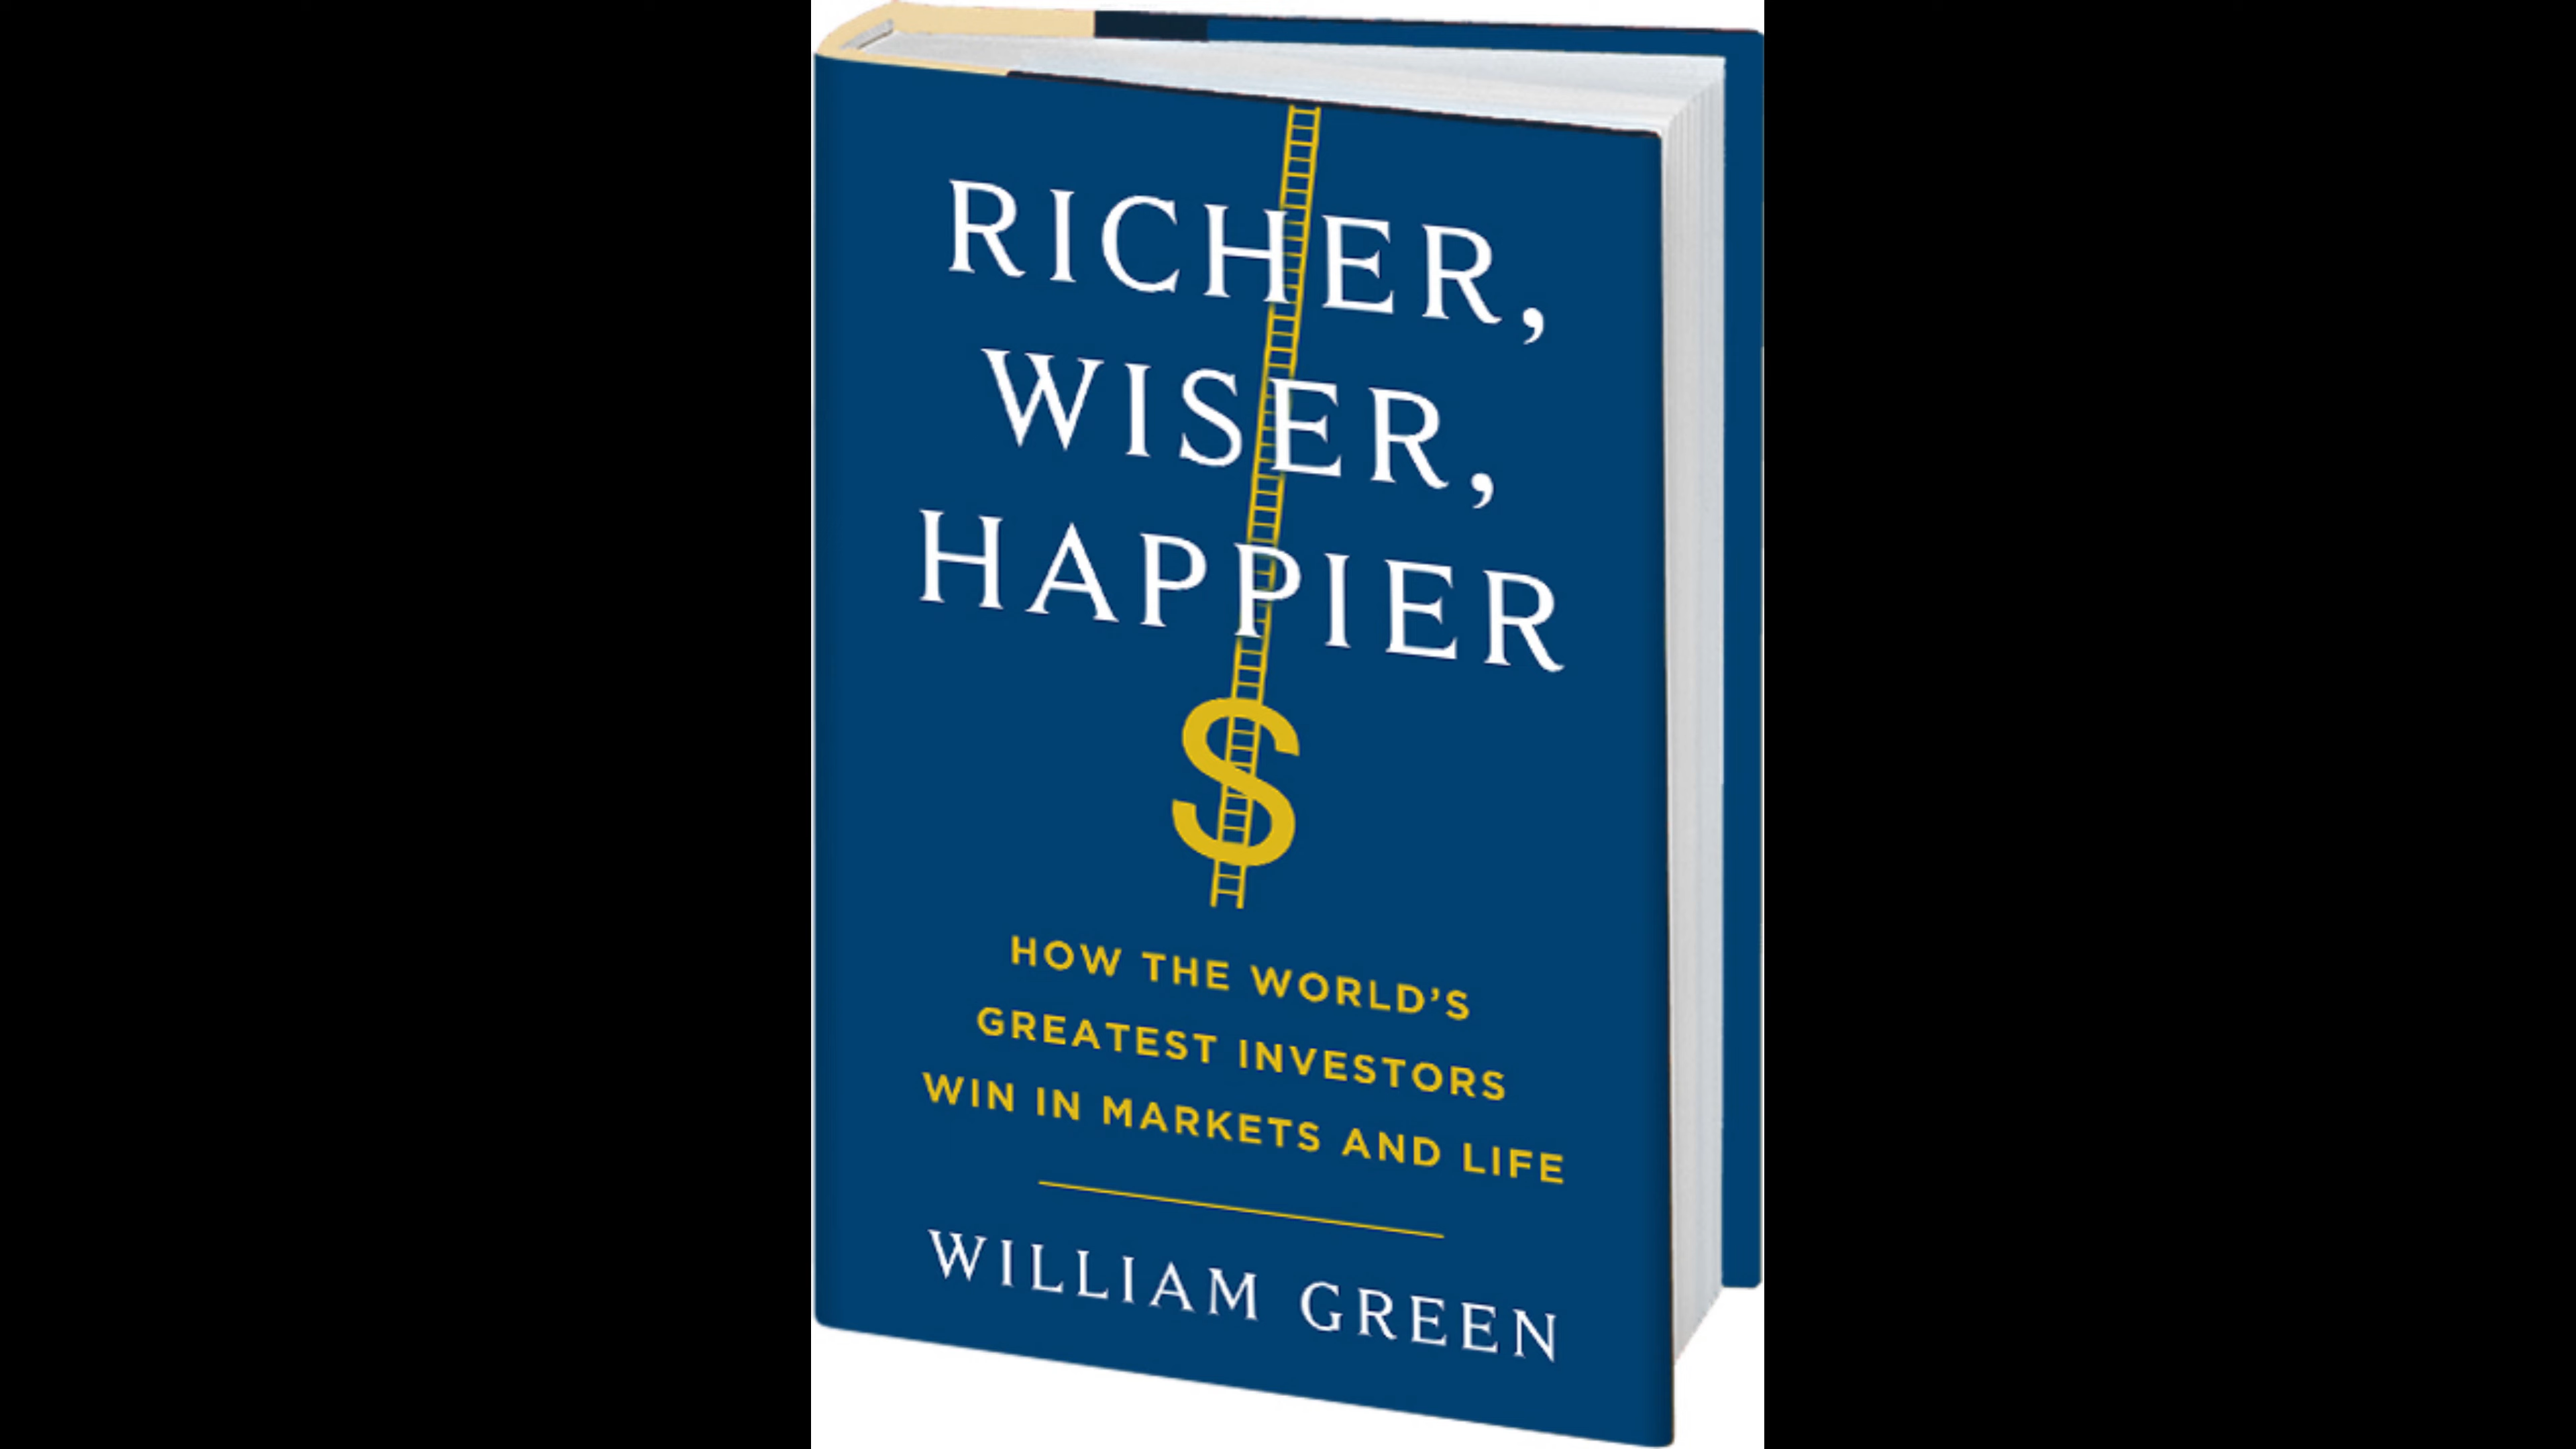 RICHER,
WISER,
HAPPIER
$
HOW THE WORLD'S
GREATEST INVESTORS
WIN IN MARKETS AND LIFE
WILLIAM GREEN